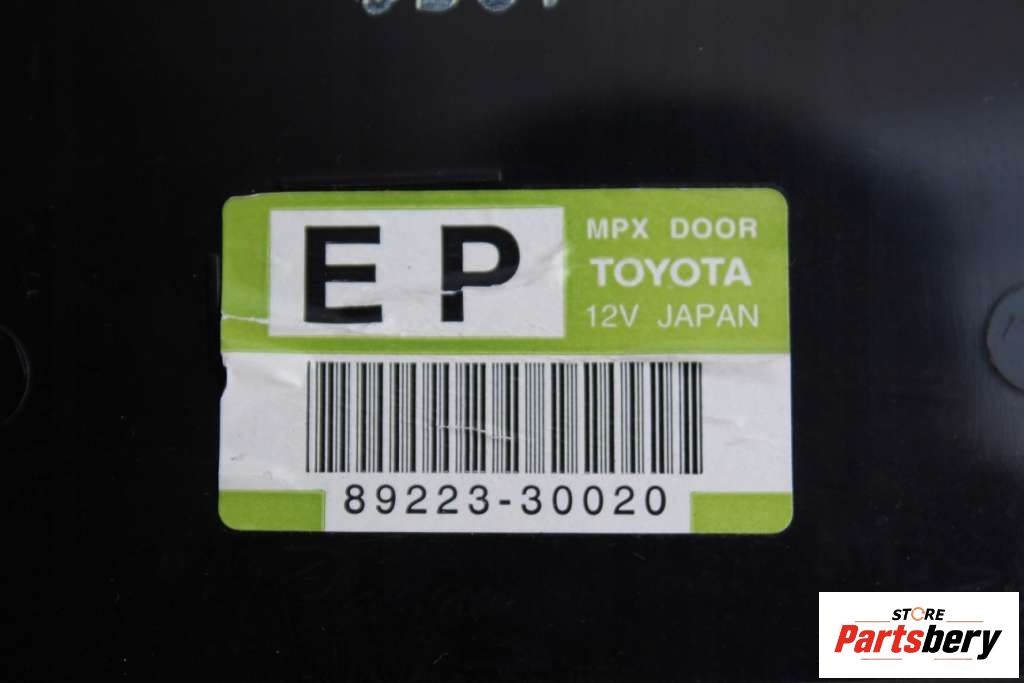 EP
MPX DOOR
TOYOTA
12V JAPAN
89223-30020
STORE
Partsbery